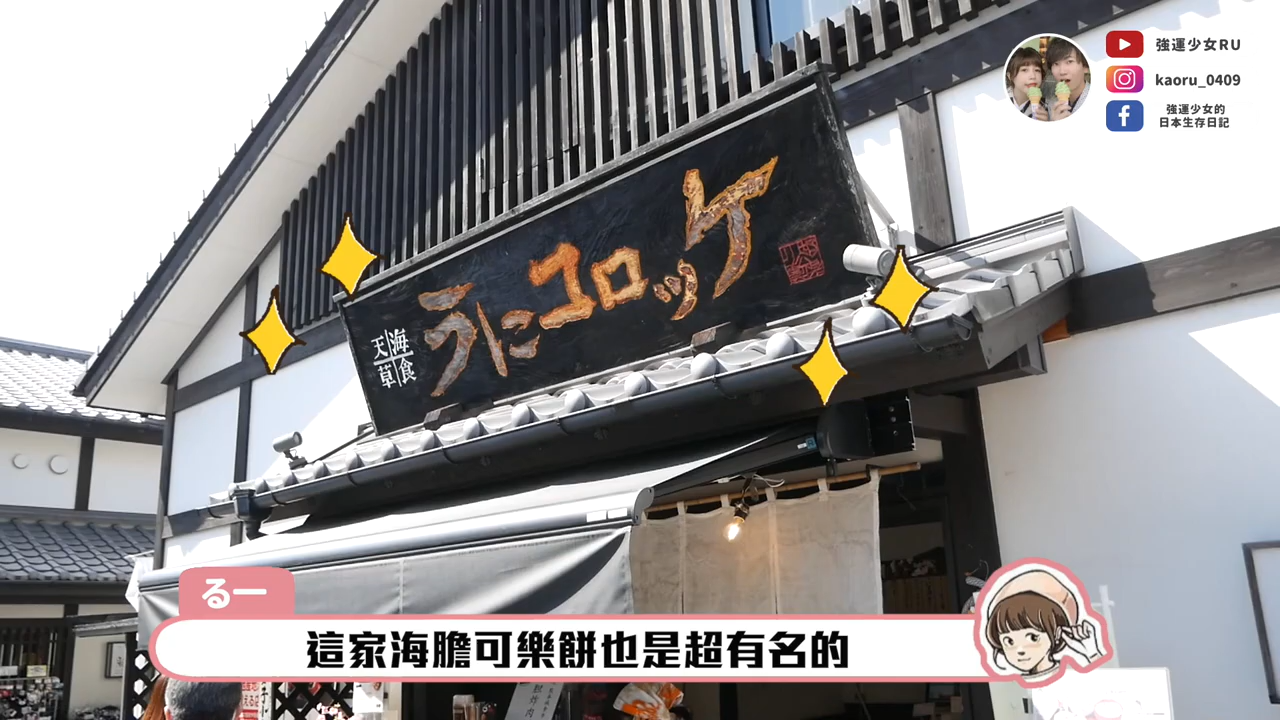 強運少女RU
kaoru_0409
強運少女的
日本生存日記
うにコロッケ
天草
海食
るー
這家海膽可樂餅也是超有名的